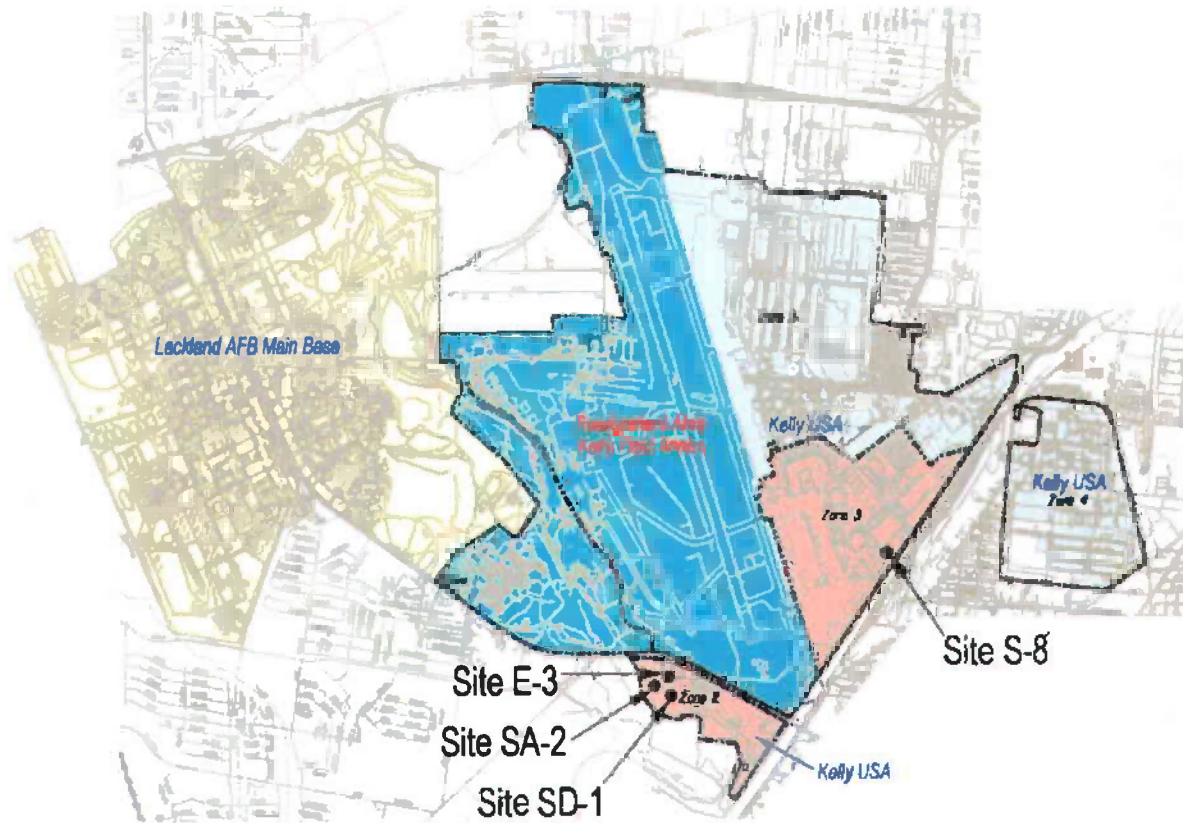 Lackland AFB Main Base
Kelly USA
Kelly USA
Zone 4
Zone 3
Site S-8
Site E-3
Zone 2
Site SA-2
Kelly USA
Site SD-1